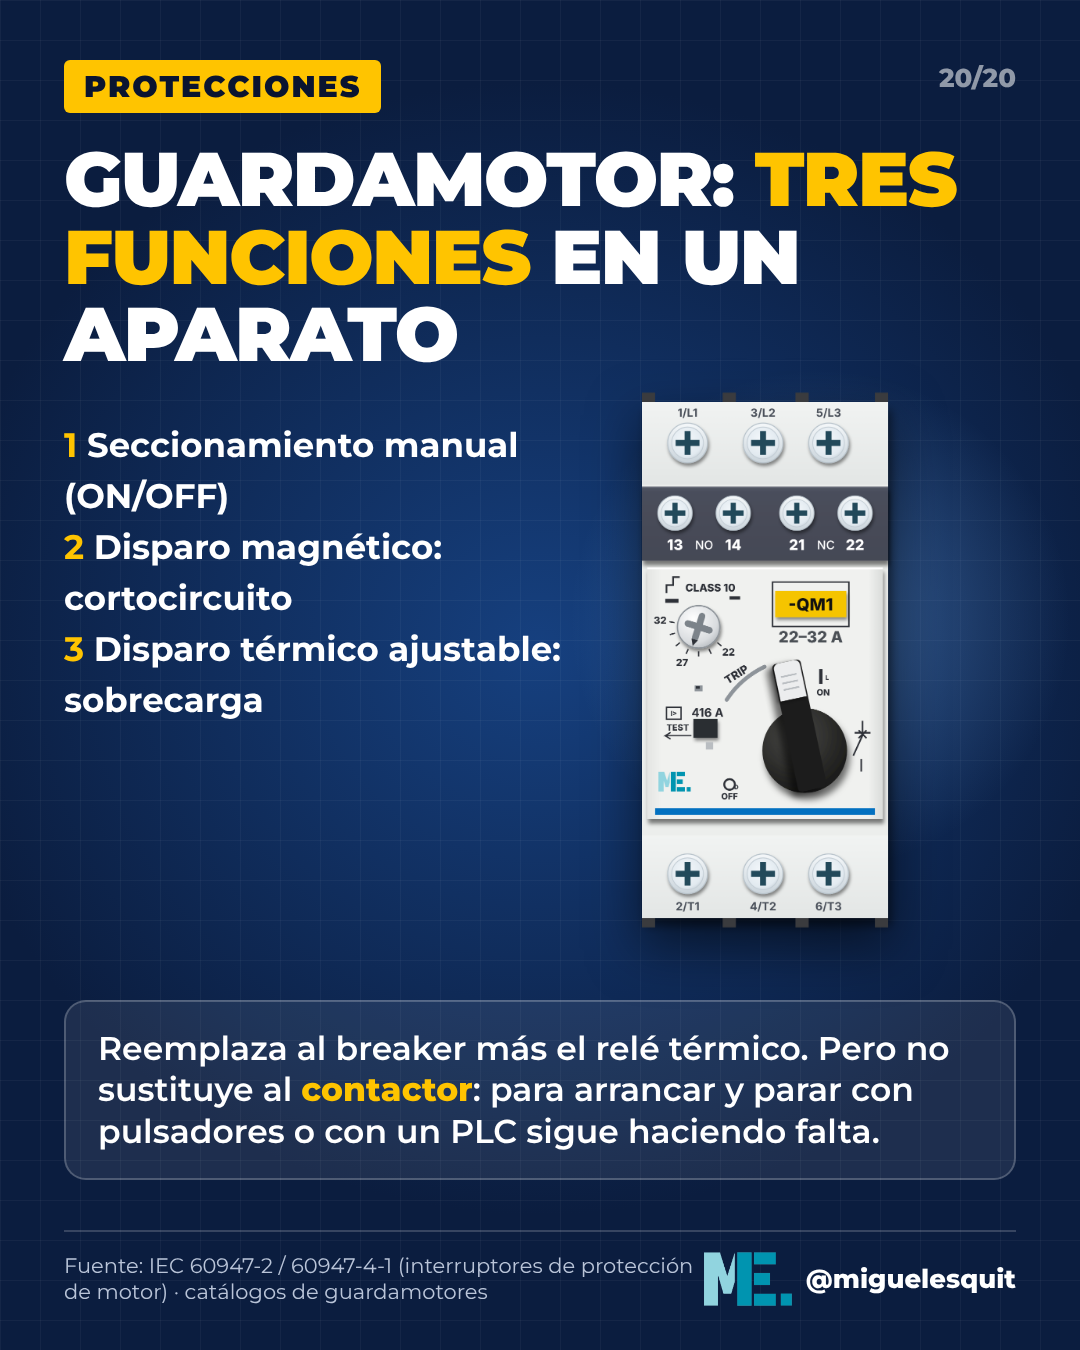 PROTECCIONES
20/20
GUARDAMOTOR: TRES
FUNCIONES EN UN
APARATO
1 Seccionamiento manual
(ON/OFF)
2 Disparo magnético:
cortocircuito
3 Disparo térmico ajustable:
sobrecarga
1/L1 3/L2 5/L3
13 NO 14 21 NC 22
CLASS 10
-QM1
22–32 A
32
27
22
TRIP
I L
ON
416 A
TEST
ME.
OFF
2/T1 4/T2 6/T3
Reemplaza al breaker más el relé térmico. Pero no
sustituye al contactor: para arrancar y parar con
pulsadores o con un PLC sigue haciendo falta.
Fuente: IEC 60947-2 / 60947-4-1 (interruptores de protección
de motor) · catálogos de guardamotores
ME.
@miguelesquit